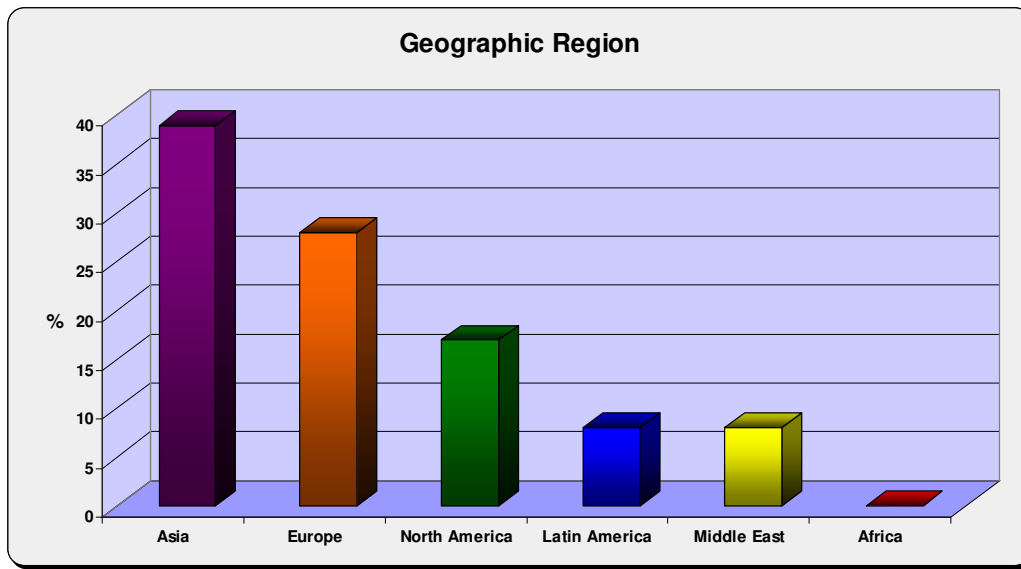 Geographic Region
40
35
30
25
%
20
15
10
5
0
Asia
Europe
North America
Latin America
Middle East
Africa